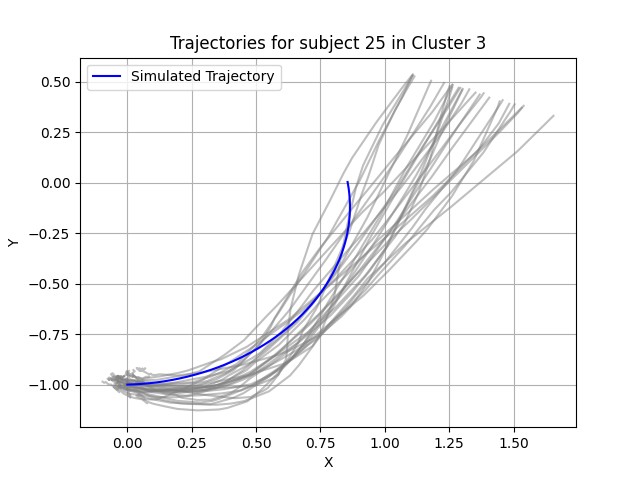 Trajectories for subject 25 in Cluster 3
Simulated Trajectory
0.50
0.25
0.00
−0.25
−0.50
−0.75
−1.00
Y
0.00 0.25 0.50 0.75 1.00 1.25 1.50
X